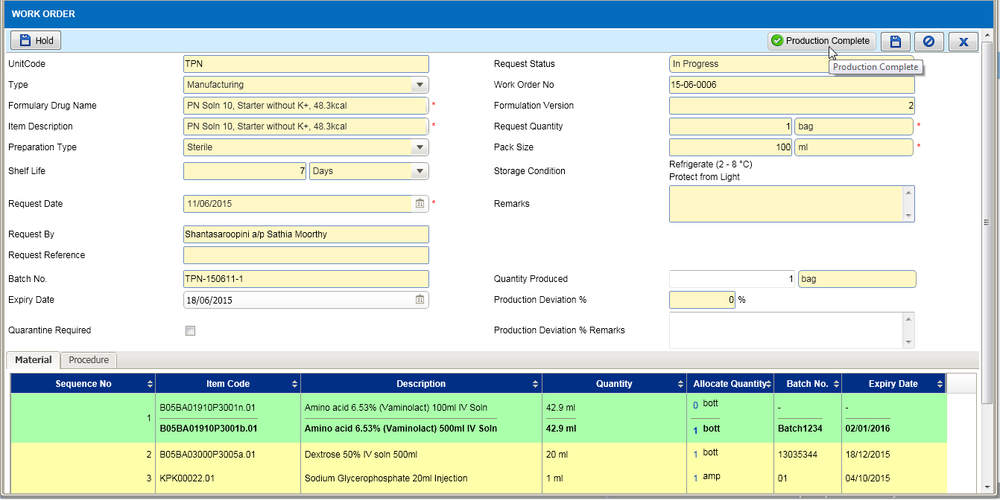 WORK ORDER
Hold
Production Complete
X
Production Complete
UnitCode TPN Request Status In Progress
Type Manufacturing Work Order No 15-06-0006
Formulary Drug Name PN Soln 10, Starter without K+, 48.3kcal * Formulation Version 2
Item Description PN Soln 10, Starter without K+, 48.3kcal * Request Quantity 1 bag *
Preparation Type Sterile Pack Size 100 ml *
Shelf Life 7 Days Storage Condition Refrigerate (2 - 8 °C)
Protect from Light
Request Date 11/06/2015 31 * Remarks
Request By Shantasaroopini a/p Sathia Moorthy
Request Reference
Batch No. TPN-150611-1 Quantity Produced 1 bag
Expiry Date 18/06/2015 31 Production Deviation % 0 %
Quarantine Required Production Deviation % Remarks
Material Procedure
Sequence No Item Code Description Quantity Allocate Quantity Batch No. Expiry Date
1 B05BA01910P3001n.01 Amino acid 6.53% (Vaminolact) 100ml IV Soln 42.9 ml 0 bott - -
B05BA01910P3001b.01 Amino acid 6.53% (Vaminolact) 500ml IV Soln 42.9 ml 1 bott Batch1234 02/01/2016
2 B05BA03000P3005a.01 Dextrose 50% IV soln 500ml 20 ml 1 bott 13035344 18/12/2015
3 KPK00022.01 Sodium Glycerophosphate 20ml Injection 1 ml 1 amp 01 04/10/2015